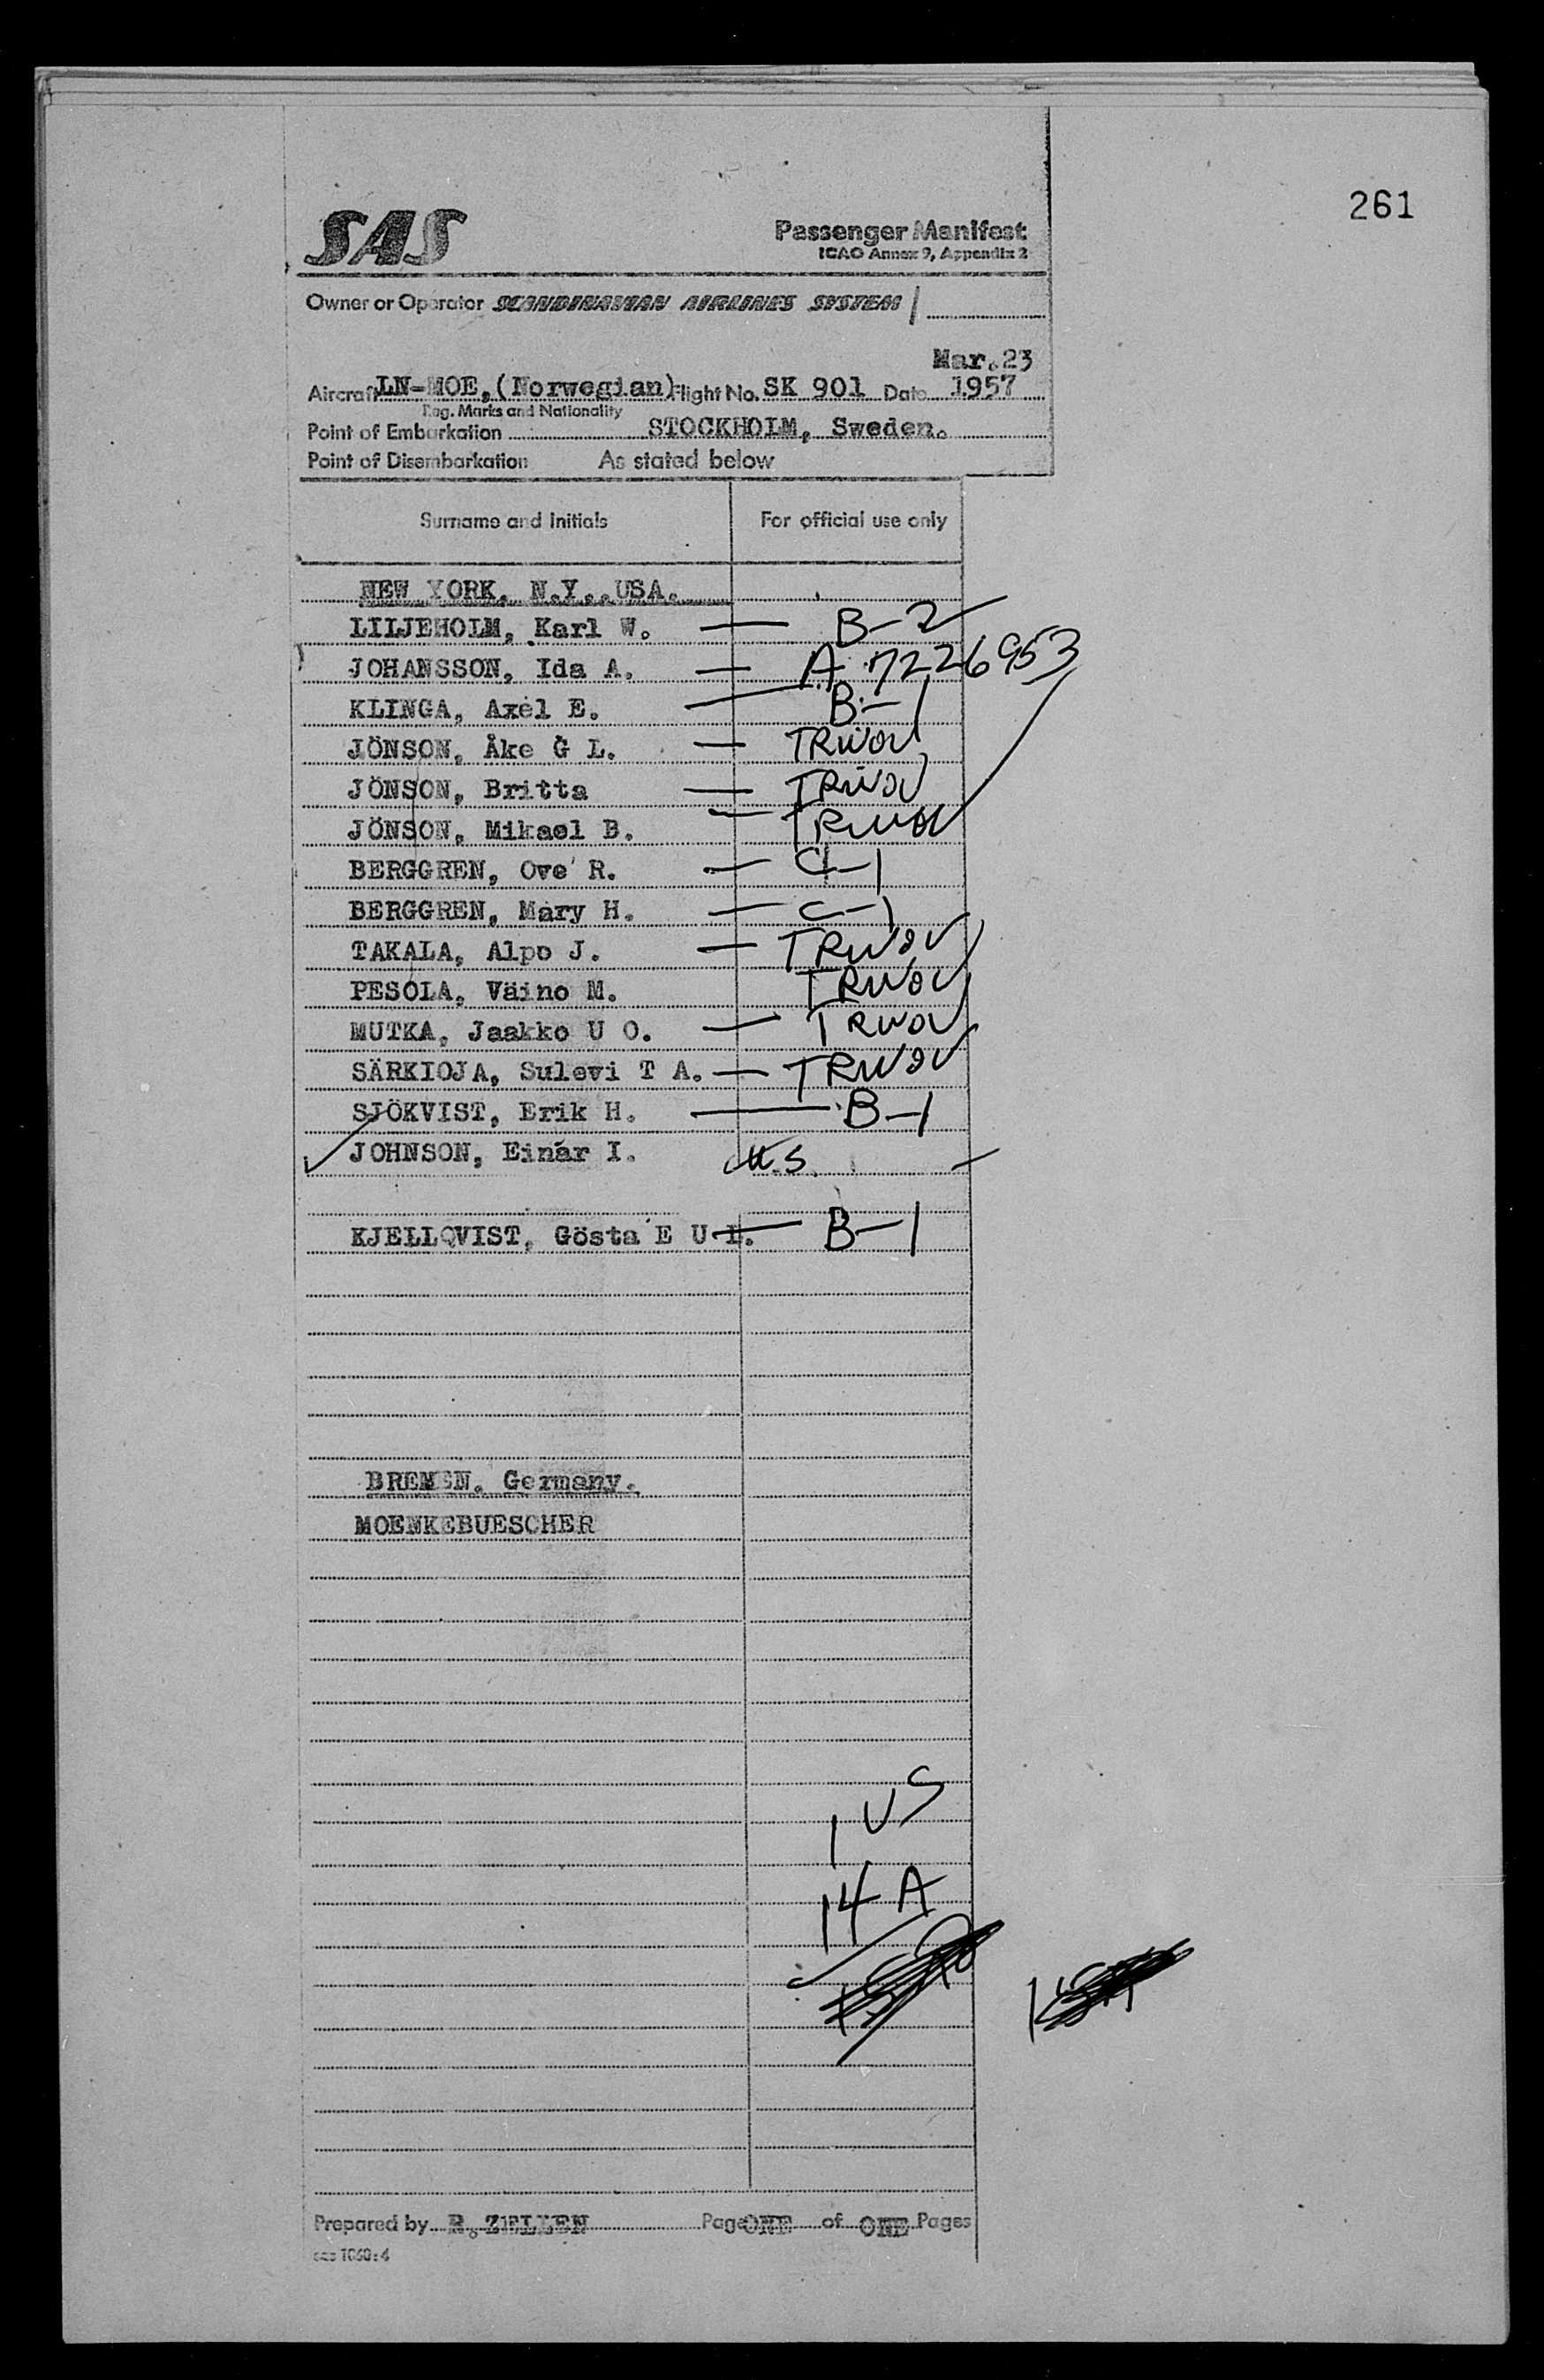 261
SAS
Passenger Manifest
ICAO Annex 9, Appendix 2
Owner or Operator SCANDINAVIAN AIRLINES SYSTEM
Mar.23
Aircraft LN-MOE,(Norwegian) Flight No. SK 901 Date 1957
Reg. Marks and Nationality
Point of Embarkation STOCKHOLM, Sweden.
Point of Disembarkation As stated below
Surname and initials For official use only
NEW YORK, N.Y., USA.
LILJEHOLM, Karl W. — B-2
JOHANSSON, Ida A. — A 7226953
KLINGA, Axel E. — B-1
JÖNSON, Åke G L. — TRWOV
JÖNSON, Britta — TRWOV
JÖNSON, Mikael B. — TRWOV
BERGGREN, Ove R. — C-1
BERGGREN, Mary H. — C-1
TAKALA, Alpo J. — TRWOV
PESOLA, Väino M. TRWOV
MUTKA, Jaakko U O. — TRWOV
SÄRKIOJA, Sulevi T A. — TRWOV
SJÖKVIST, Erik H. — B-1
JOHNSON, Einar I. U.S. —
KJELLQVIST, Gösta E U L. — B-1
BREMEN, Germany.
MOENKEBUESCHER
1 US
14 A
Prepared by R. ZELLEN Page ONE of ONE Pages
sas 1060:4